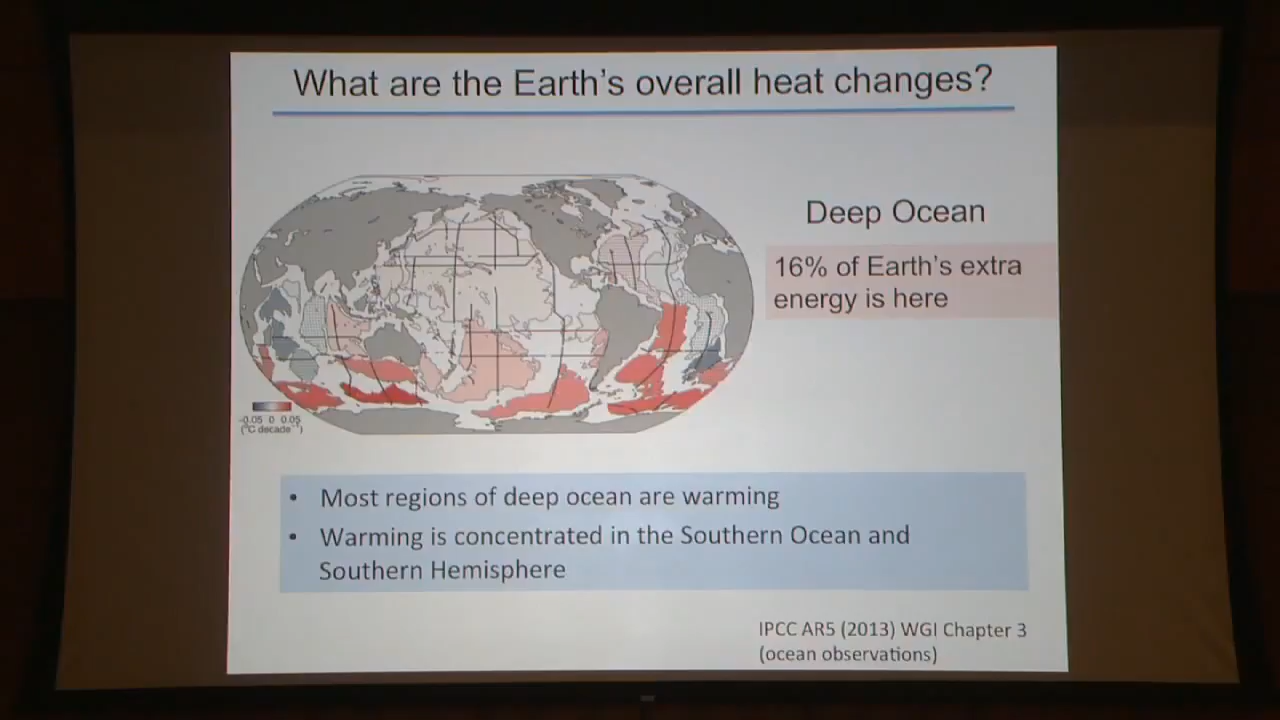 What are the Earth's overall heat changes?
Deep Ocean
16% of Earth's extra
energy is here
-0.05 0 0.05
(°C decade⁻¹)
• Most regions of deep ocean are warming
• Warming is concentrated in the Southern Ocean and
Southern Hemisphere
IPCC AR5 (2013) WGI Chapter 3
(ocean observations)